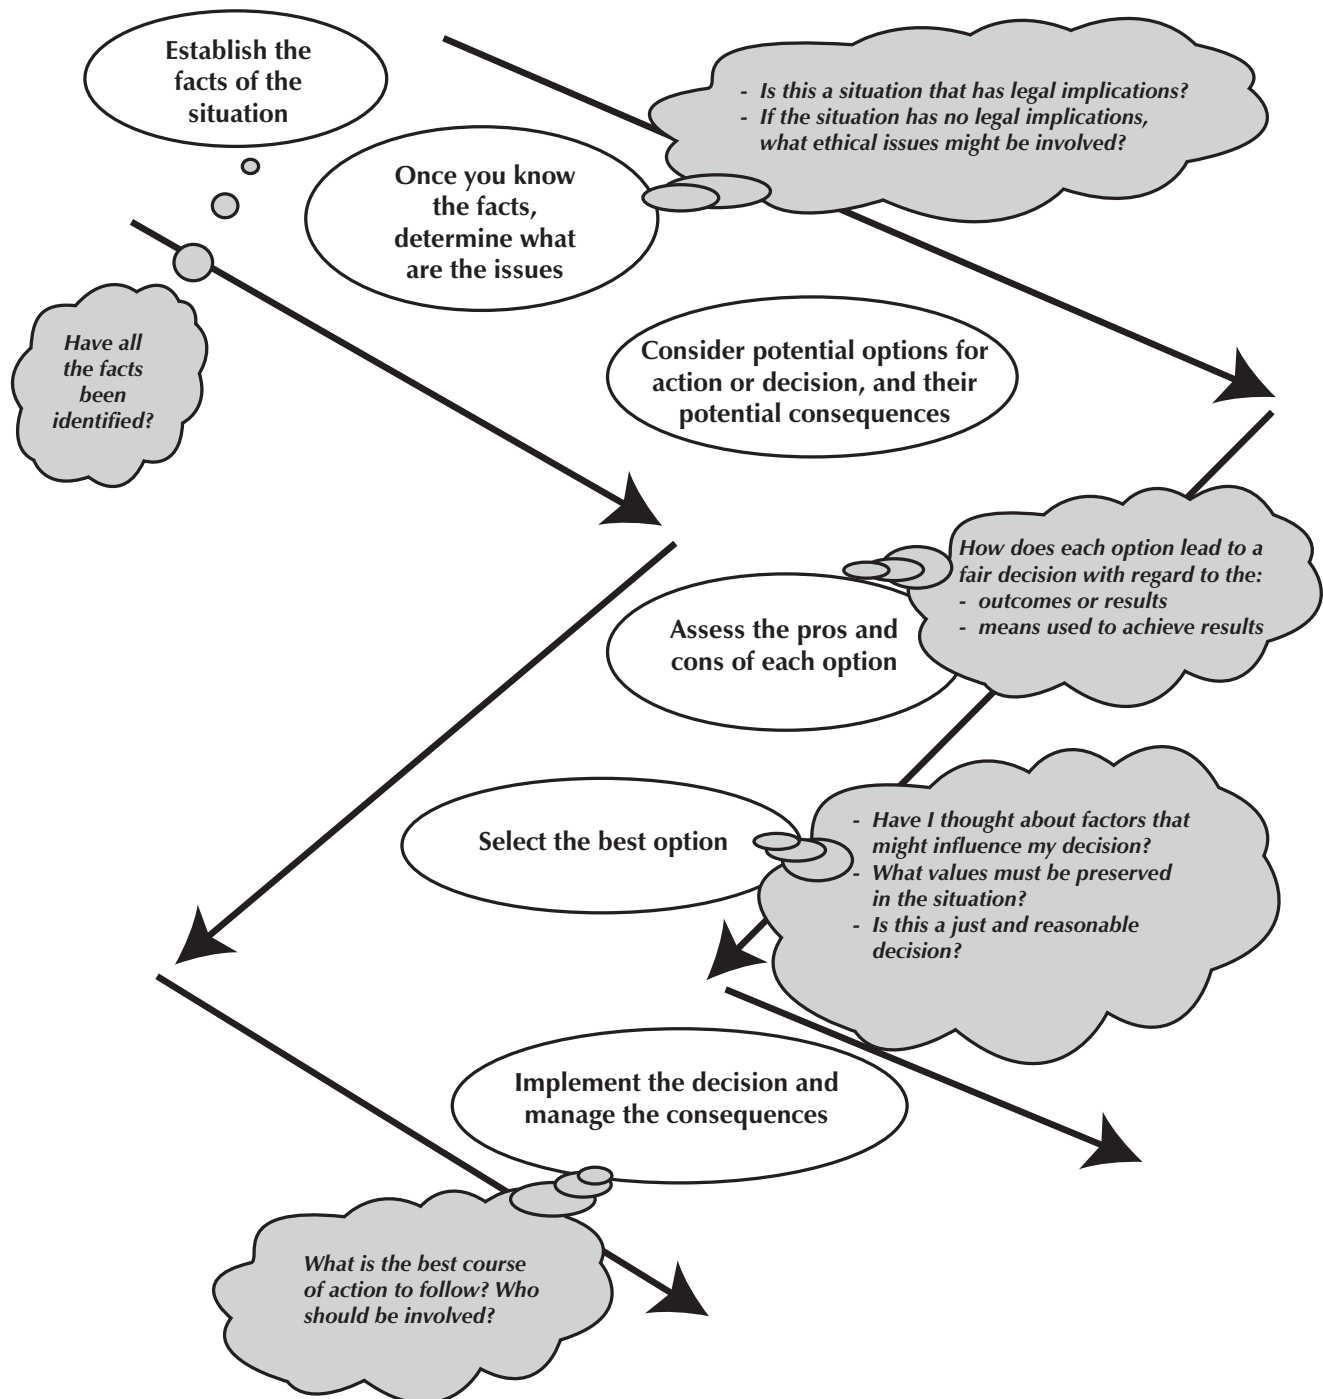 Establish the
facts of the
situation
- Is this a situation that has legal implications?
- If the situation has no legal implications,
what ethical issues might be involved?
Once you know
the facts,
determine what
are the issues
Have all
the facts
been
identified?
Consider potential options for
action or decision, and their
potential consequences
How does each option lead to a
fair decision with regard to the:
- outcomes or results
- means used to achieve results
Assess the pros and
cons of each option
Select the best option
- Have I thought about factors that
might influence my decision?
- What values must be preserved
in the situation?
- Is this a just and reasonable
decision?
Implement the decision and
manage the consequences
What is the best course
of action to follow? Who
should be involved?